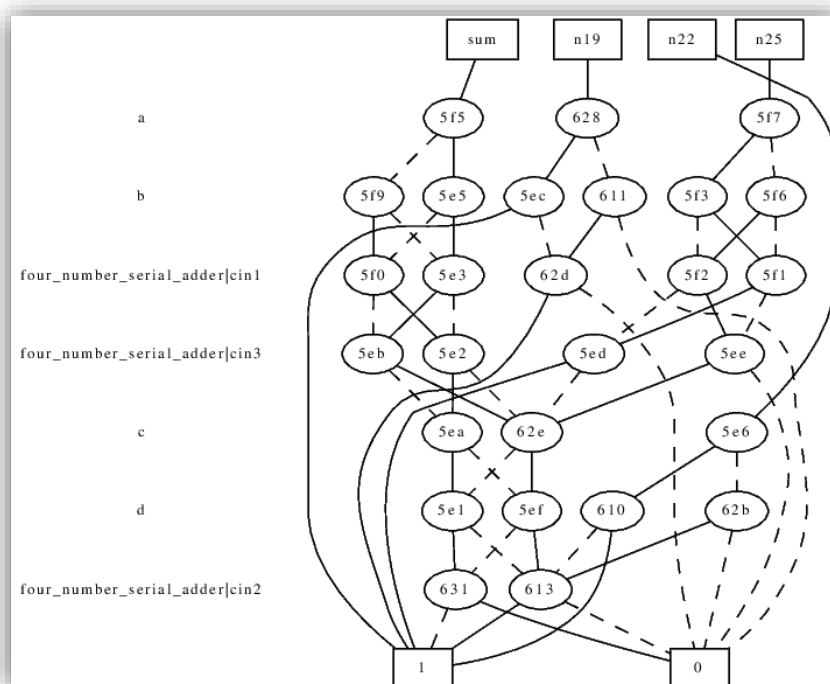 sum n19 n22 n25
a 5f5 628 5f7
b 5f9 5e5 5ec 611 5f3 5f6
four_number_serial_adder|cin1 5f0 5e3 62d 5f2 5f1
four_number_serial_adder|cin3 5eb 5e2 5ed 5ee
c 5ea 62e 5e6
d 5e1 5ef 610 62b
four_number_serial_adder|cin2 631 613
1 0